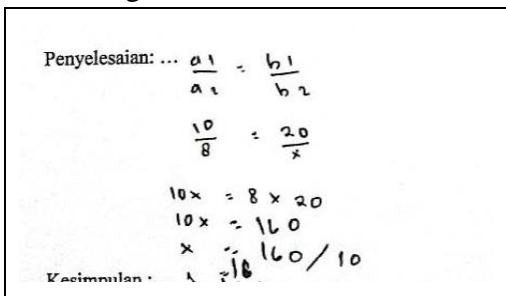 Penyelesaian: ... a1/a2 = b1/b2
10/8 = 20/x
10x = 8 x 20
10x = 160
x = 160/10
Kesimpulan : = 16